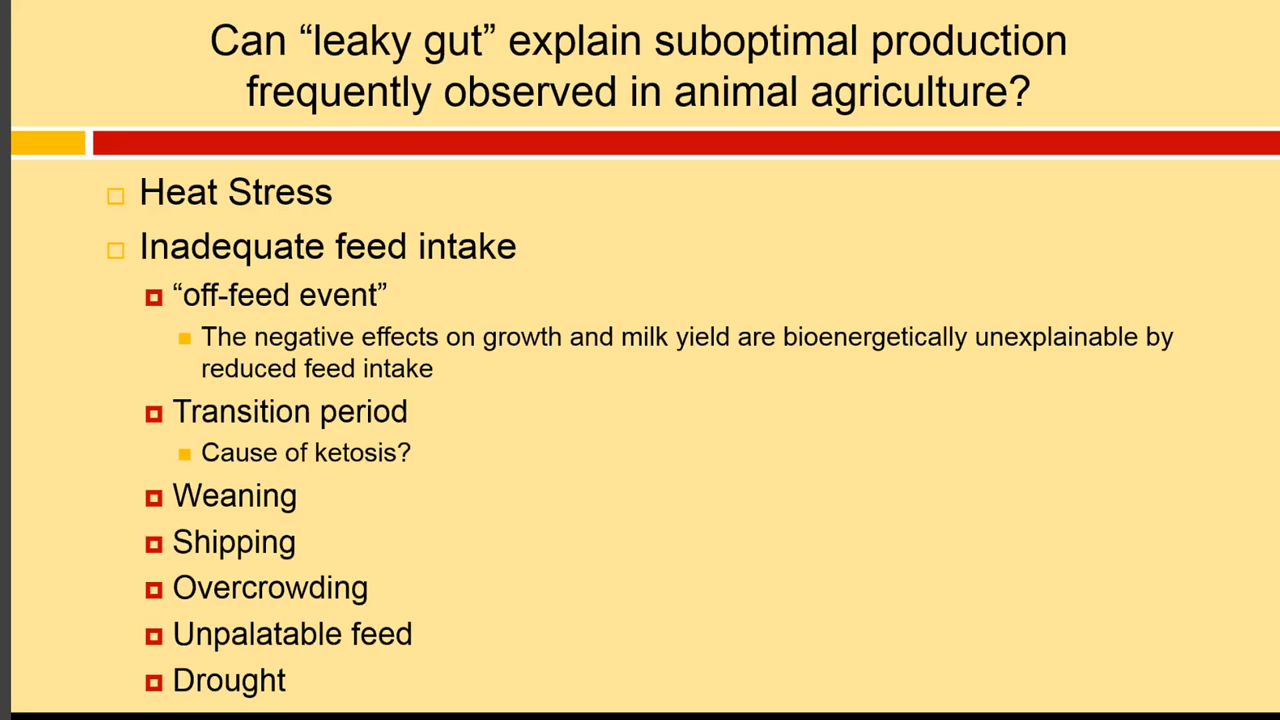 Can “leaky gut” explain suboptimal production
frequently observed in animal agriculture?
Heat Stress
Inadequate feed intake
“off-feed event”
The negative effects on growth and milk yield are bioenergetically unexplainable by
reduced feed intake
Transition period
Cause of ketosis?
Weaning
Shipping
Overcrowding
Unpalatable feed
Drought